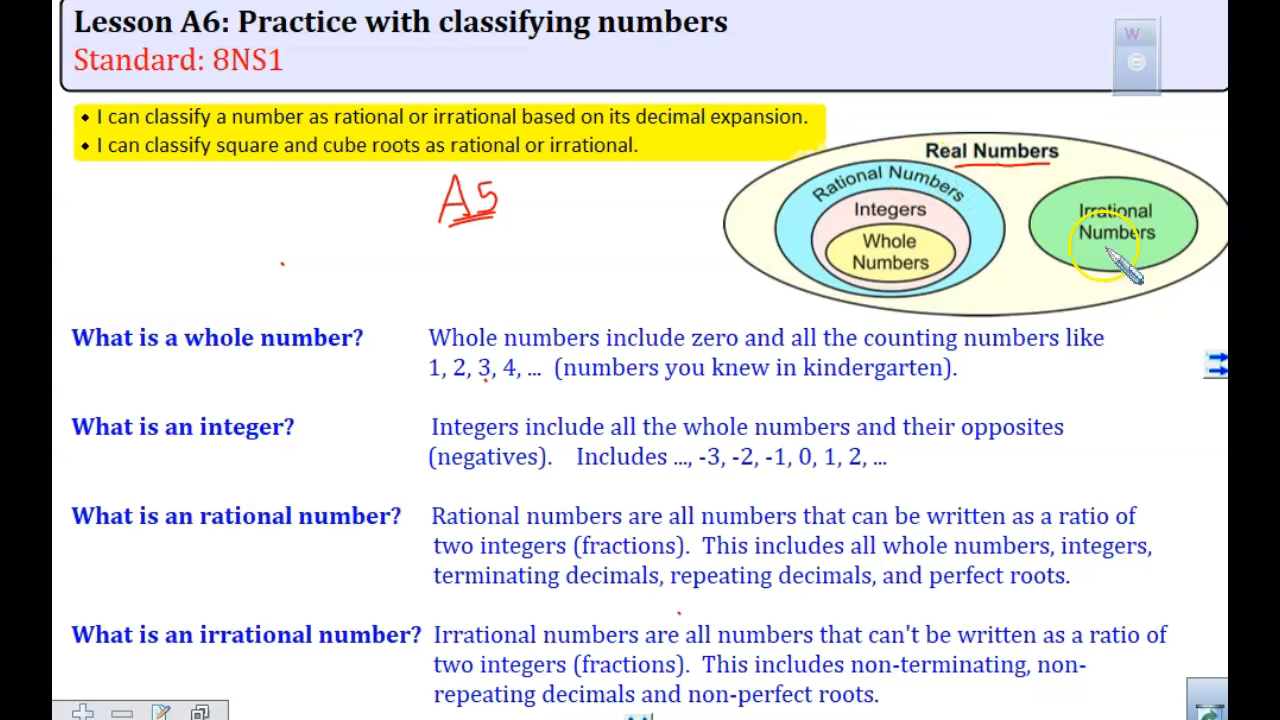 Lesson A6: Practice with classifying numbers
Standard: 8NS1
W
• I can classify a number as rational or irrational based on its decimal expansion.
• I can classify square and cube roots as rational or irrational.
A5
Real Numbers
Rational Numbers
Integers
Whole
Numbers
Irrational
Numbers
What is a whole number?
Whole numbers include zero and all the counting numbers like
1, 2, 3, 4, ... (numbers you knew in kindergarten).
What is an integer?
Integers include all the whole numbers and their opposites
(negatives). Includes ..., -3, -2, -1, 0, 1, 2, ...
What is an rational number?
Rational numbers are all numbers that can be written as a ratio of
two integers (fractions). This includes all whole numbers, integers,
terminating decimals, repeating decimals, and perfect roots.
What is an irrational number?
Irrational numbers are all numbers that can't be written as a ratio of
two integers (fractions). This includes non-terminating, non-
repeating decimals and non-perfect roots.